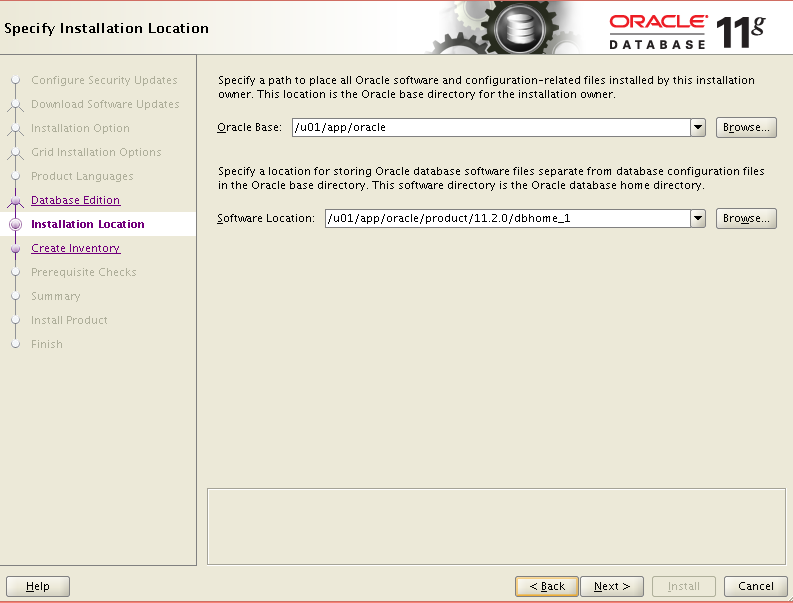 Specify Installation Location
ORACLE®
DATABASE
11g
Configure Security Updates
Download Software Updates
Installation Option
Grid Installation Options
Product Languages
Database Edition
Installation Location
Create Inventory
Prerequisite Checks
Summary
Install Product
Finish
Specify a path to place all Oracle software and configuration-related files installed by this installation
owner. This location is the Oracle base directory for the installation owner.
Oracle Base: /u01/app/oracle Browse...
Specify a location for storing Oracle database software files separate from database configuration files
in the Oracle base directory. This software directory is the Oracle database home directory.
Software Location: /u01/app/oracle/product/11.2.0/dbhome_1 Browse...
Help < Back Next > Install Cancel